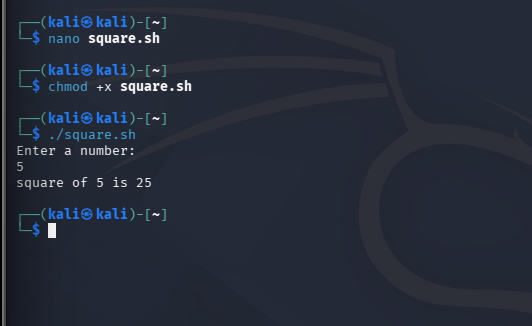 ┌──(kali㉿kali)-[~]
└─$ nano square.sh
┌──(kali㉿kali)-[~]
└─$ chmod +x square.sh
┌──(kali㉿kali)-[~]
└─$ ./square.sh
Enter a number:
5
square of 5 is 25
┌──(kali㉿kali)-[~]
└─$